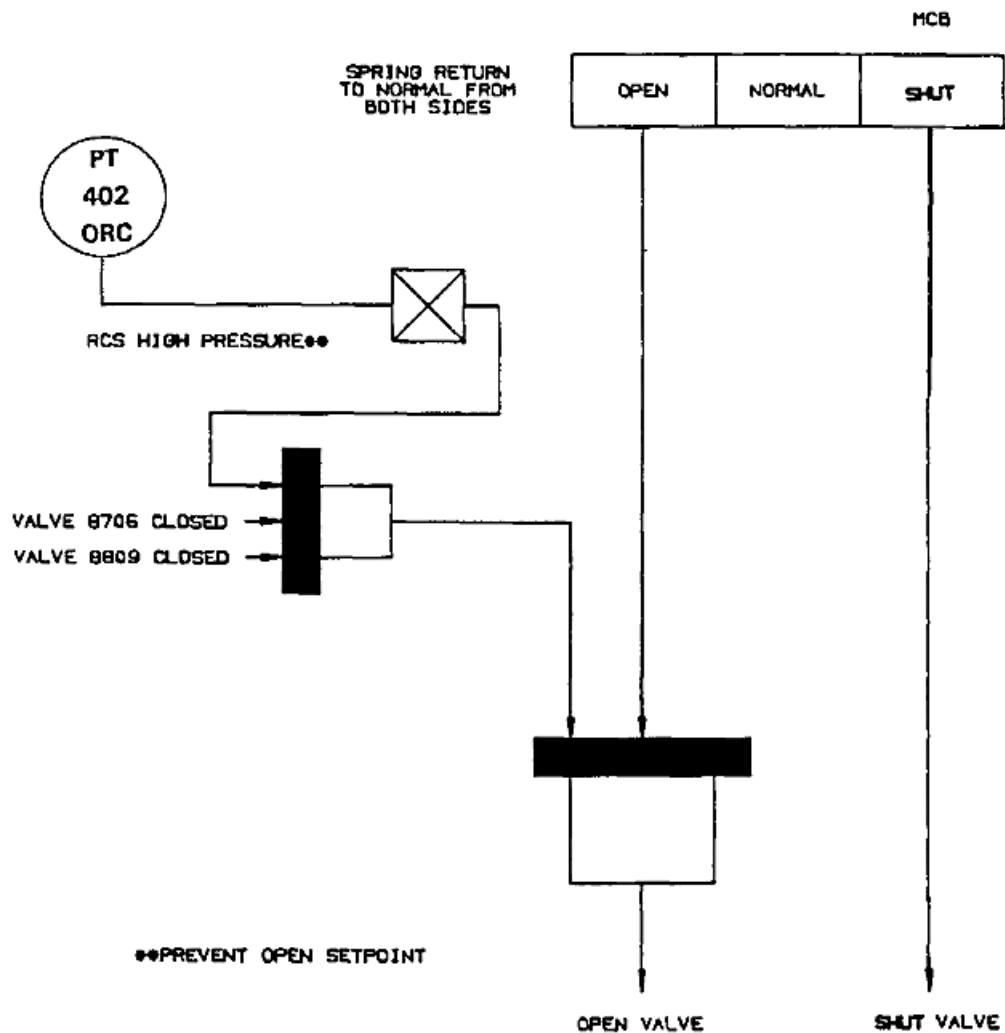 MCB
SPRING RETURN
TO NORMAL FROM
BOTH SIDES
OPEN
NORMAL
SHUT
PT
402
ORC
RCS HIGH PRESSURE**
VALVE 8706 CLOSED
VALVE 8809 CLOSED
**PREVENT OPEN SETPOINT
OPEN VALVE
SHUT VALVE